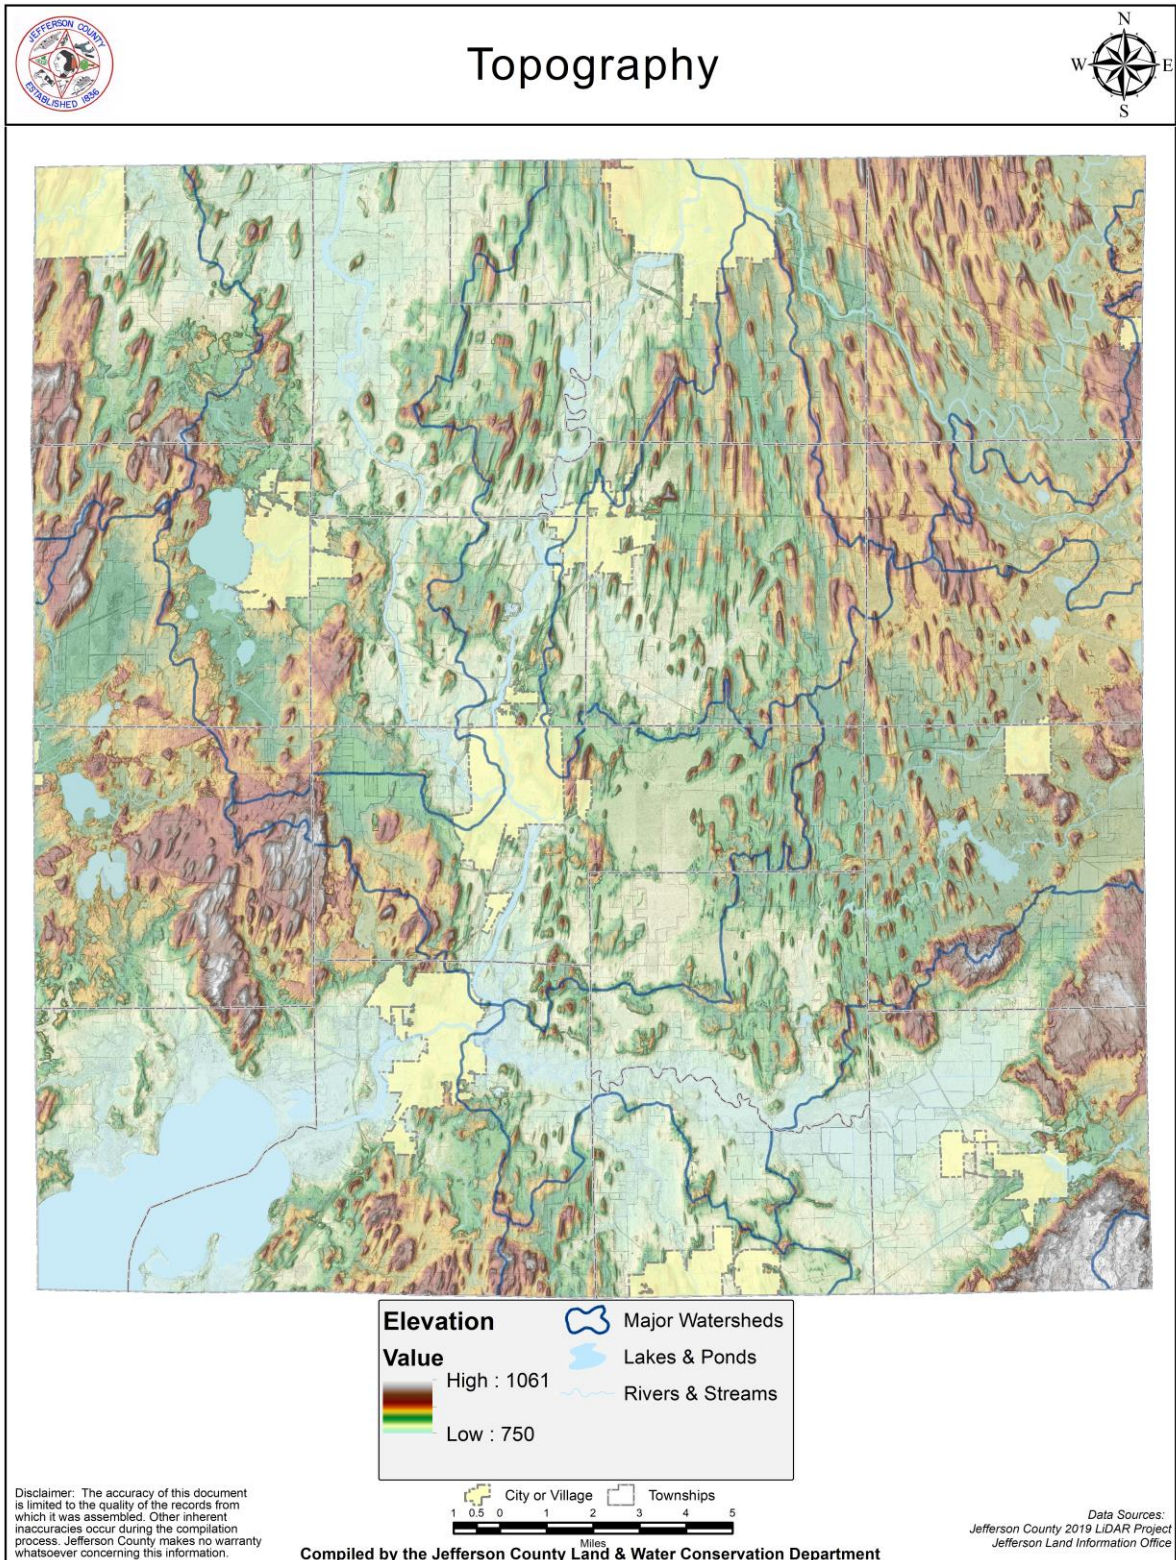 JEFFERSON COUNTY
ESTABLISHED 1836
Topography
N
W E
S
Elevation
Value
High : 1061
Low : 750
Major Watersheds
Lakes & Ponds
Rivers & Streams
City or Village
Townships
1 0.5 0 1 2 3 4 5
Miles
Compiled by the Jefferson County Land & Water Conservation Department
Disclaimer: The accuracy of this document
is limited to the quality of the records from
which it was assembled. Other inherent
inaccuracies occur during the compilation
process. Jefferson County makes no warranty
whatsoever concerning this information.
Data Sources:
Jefferson County 2019 LiDAR Project
Jefferson Land Information Office